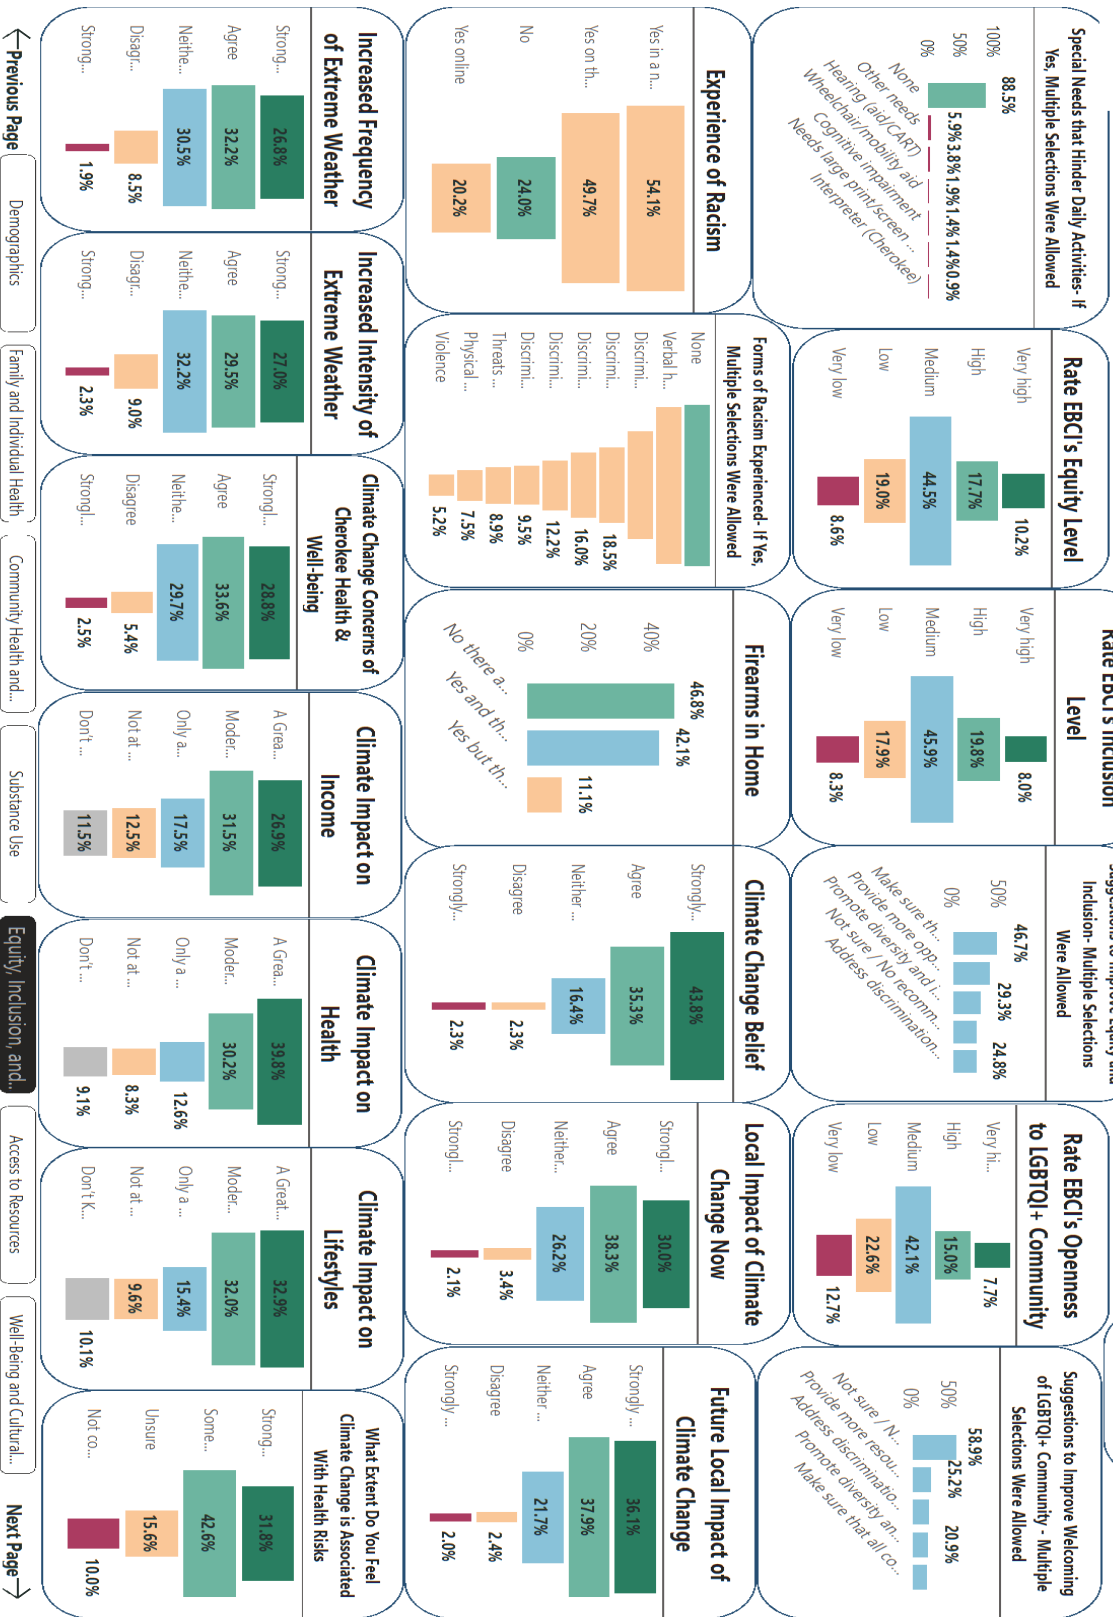 Special Needs that Hinder Daily Activities- If
Yes, Multiple Selections Were Allowed
100%
50%
0%
88.5%
5.9%
3.8%
1.9%
1.4%
1.4%
0.9%
None
Other needs
Hearing (aid/CART)
Wheelchair/mobility aid
Cognitive impairment
Needs large print/screen ...
Interpreter (Cherokee)
Rate EBCI's Equity Level
Very high
10.2%
High
17.7%
Medium
44.5%
Low
19.0%
Very low
8.6%
Rate EBCI's Inclusion
Level
Very high
8.0%
High
19.8%
Medium
45.9%
Low
17.9%
Very low
8.3%
Suggestions to Improve Equity and
Inclusion- Multiple Selections
Were Allowed
50%
0%
46.7%
29.3%
24.8%
Make sure th...
Provide more opp...
Promote diversity and i...
Not sure / No recomm...
Address discrimination...
Rate EBCI's Openness
to LGBTQI+ Community
Very hi...
7.7%
High
15.0%
Medium
42.1%
Low
22.6%
Very low
12.7%
Suggestions to Improve Welcoming
of LGBTQI+ Community - Multiple
Selections Were Allowed
50%
0%
58.9%
25.2%
20.9%
Not sure / N...
Provide more resou...
Address discriminatio...
Promote diversity an...
Make sure that all co...
Experience of Racism
Yes in a n...
54.1%
Yes on th...
49.7%
No
24.0%
Yes online
20.2%
Forms of Racism Experienced- If Yes,
Multiple Selections Were Allowed
None
Verbal h...
Discrimi...
Discrimi...
18.5%
Discrimi...
16.0%
Discrimi...
12.2%
Discrimi...
9.5%
Threats ...
8.9%
Physical ...
7.5%
Violence
5.2%
Firearms in Home
40%
20%
0%
46.8%
42.1%
11.1%
No there a...
Yes and th...
Yes but th...
Climate Change Belief
Strongly...
43.8%
Agree
35.3%
Neither ...
16.4%
Disagree
2.3%
Strongly...
2.3%
Local Impact of Climate
Change Now
Strongl...
30.0%
Agree
38.3%
Neither...
26.2%
Disagree
3.4%
Strongl...
2.1%
Future Local Impact of
Climate Change
Strongly ...
36.1%
Agree
37.9%
Neither ...
21.7%
Disagree
2.4%
Strongly ...
2.0%
Increased Frequency
of Extreme Weather
Strong...
26.8%
Agree
32.2%
Neithe...
30.5%
Disagr...
8.5%
Strong...
1.9%
Increased Intensity of
Extreme Weather
Strong...
27.0%
Agree
29.5%
Neithe...
32.2%
Disagr...
9.0%
Strong...
2.3%
Climate Change Concerns of
Cherokee Health &
Well-being
Strongl...
28.8%
Agree
33.6%
Neithe...
29.7%
Disagree
5.4%
Strongl...
2.5%
Climate Impact on
Income
A Grea...
26.9%
Moder...
31.5%
Only a...
17.5%
Not at ...
12.5%
Don't ...
11.5%
Climate Impact on
Health
A Grea...
39.8%
Moder...
30.2%
Only a ...
12.6%
Not at ...
8.3%
Don't ...
9.1%
Climate Impact on
Lifestyles
A Great...
32.9%
Moder...
32.0%
Only a ...
15.4%
Not at ...
9.6%
Don't K...
10.1%
What Extent Do You Feel
Climate Change is Associated
With Health Risks
Strong...
31.8%
Some...
42.6%
Unsure
15.6%
Not co...
10.0%
←Previous Page
Demographics
Family and Individual Health
Community Health and...
Substance Use
Equity, Inclusion, and..
Access to Resources
Well-Being and Cultural...
Next Page→